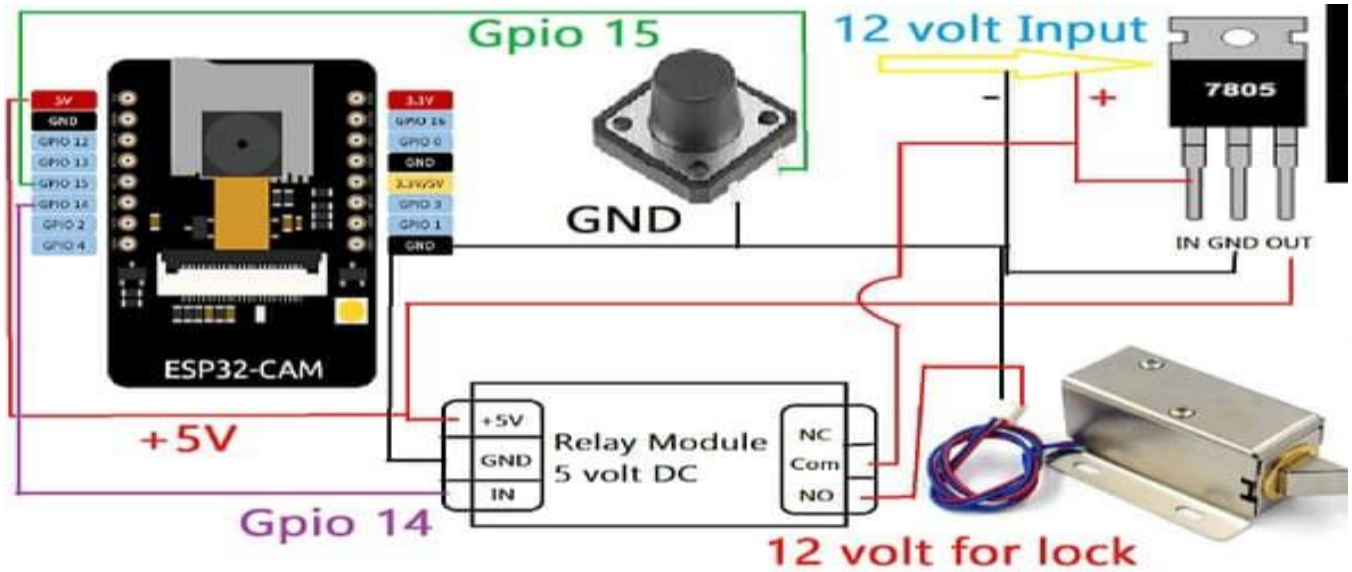 Gpio 15
12 volt Input
-
+
7805
IN GND OUT
5V
GND
GPIO 12
GPIO 13
GPIO 15
GPIO 14
GPIO 2
GPIO 4
3.3V
GPIO 16
GPIO 0
GND
3.3V/5V
GPIO 3
GPIO 1
GND
ESP32-CAM
GND
+5V
+5V
GND
IN
Relay Module
5 volt DC
NC
Com
NO
Gpio 14
12 volt for lock